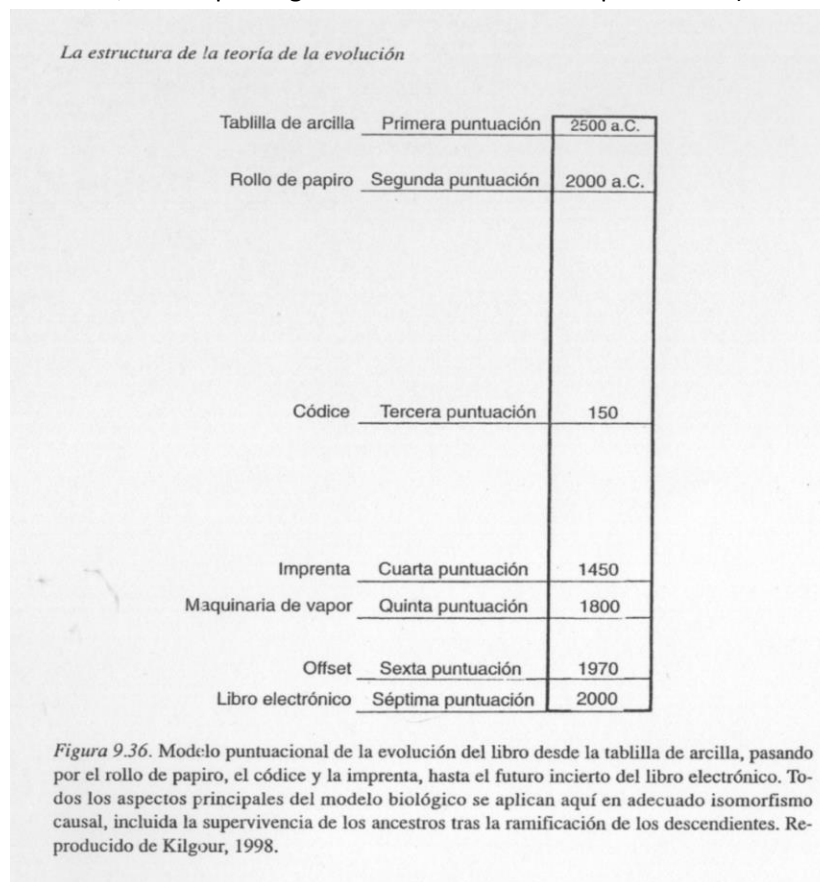 La estructura de la teoría de la evolución
Tablilla de arcilla Primera puntuación 2500 a.C.
Rollo de papiro Segunda puntuación 2000 a.C.
Códice Tercera puntuación 150
Imprenta Cuarta puntuación 1450
Maquinaria de vapor Quinta puntuación 1800
Offset Sexta puntuación 1970
Libro electrónico Séptima puntuación 2000
Figura 9.36. Modelo puntuacional de la evolución del libro desde la tablilla de arcilla, pasando
por el rollo de papiro, el códice y la imprenta, hasta el futuro incierto del libro electrónico. To-
dos los aspectos principales del modelo biológico se aplican aquí en adecuado isomorfismo
causal, incluida la supervivencia de los ancestros tras la ramificación de los descendientes. Re-
producido de Kilgour, 1998.